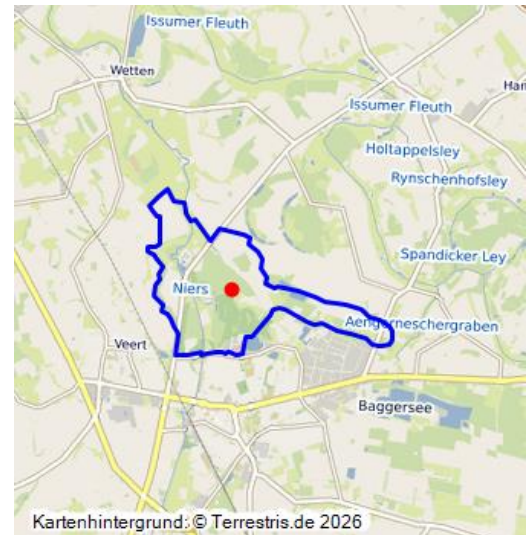 Issumer Fleuth
Wetten
Issumer Fleuth
Holtappelsley
Rynschenhofsley
Spandicker Ley
Niers
Aengerneschergraben
Veert
Baggersee
Kartenhintergrund: © Terrestris.de 2026